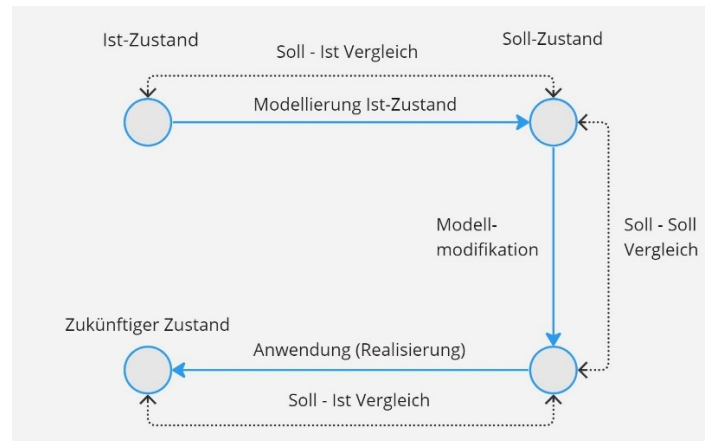 Ist-Zustand
Soll-Zustand
Soll - Ist Vergleich
Modellierung Ist-Zustand
Modell-
modifikation
Soll - Soll
Vergleich
Zukünftiger Zustand
Anwendung (Realisierung)
Soll - Ist Vergleich